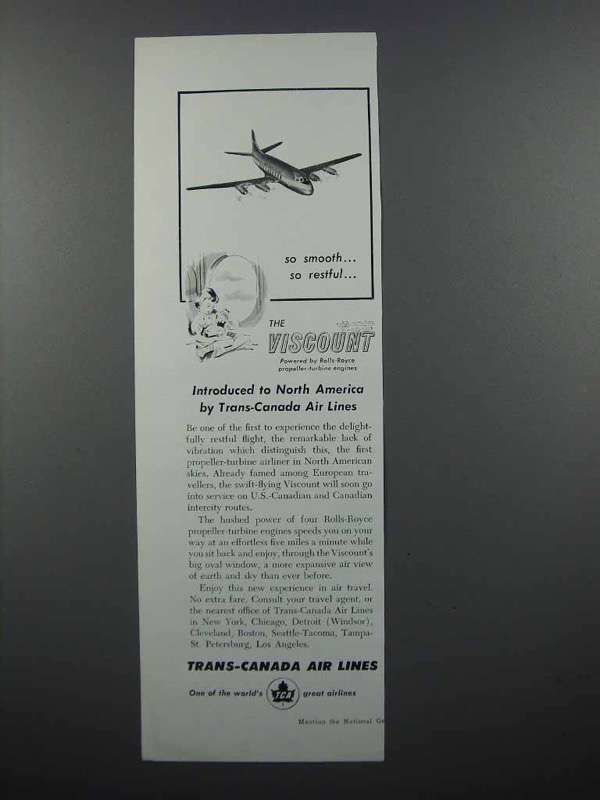 so smooth...
so restful...
THE
VISCOUNT
Powered by Rolls-Royce
propeller-turbine engines
Introduced to North America
by Trans-Canada Air Lines
Be one of the first to experience the delight-
fully restful flight, the remarkable lack of
vibration which distinguish this, the first
propeller-turbine airliner in North American
skies. Already famed among European tra-
vellers, the swift-flying Viscount will soon go
into service on U.S.-Canadian and Canadian
intercity routes.
The hushed power of four Rolls-Royce
propeller-turbine engines speeds you on your
way at an effortless five miles a minute while
you sit back and enjoy, through the Viscount's
big oval window, a more expansive air view
of earth and sky than ever before.
Enjoy this new experience in air travel.
No extra fare. Consult your travel agent, or
the nearest office of Trans-Canada Air Lines
in New York, Chicago, Detroit (Windsor),
Cleveland, Boston, Seattle-Tacoma, Tampa-
St. Petersburg, Los Angeles.
TRANS-CANADA AIR LINES
One of the world's TCA great airlines
Mention the National Ge